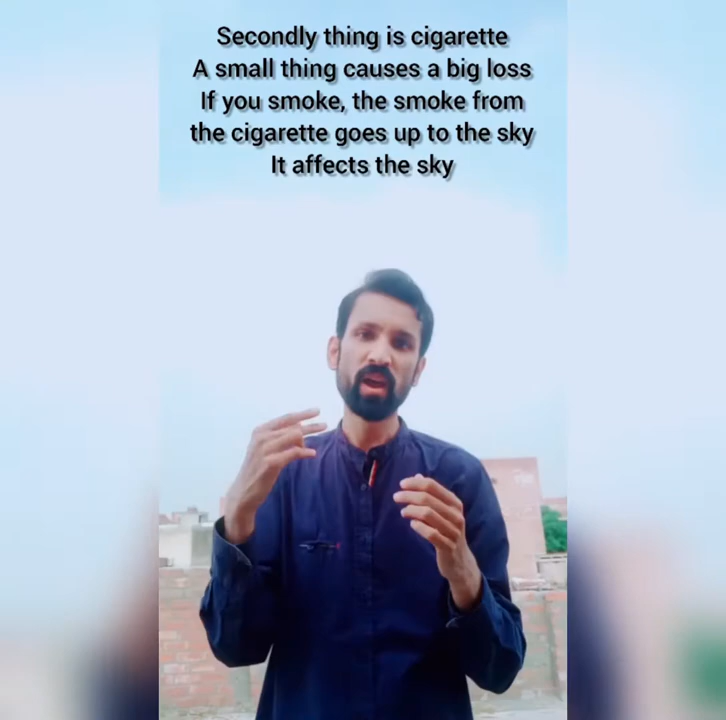 Secondly thing is cigarette
A small thing causes a big loss
If you smoke, the smoke from
the cigarette goes up to the sky
It affects the sky